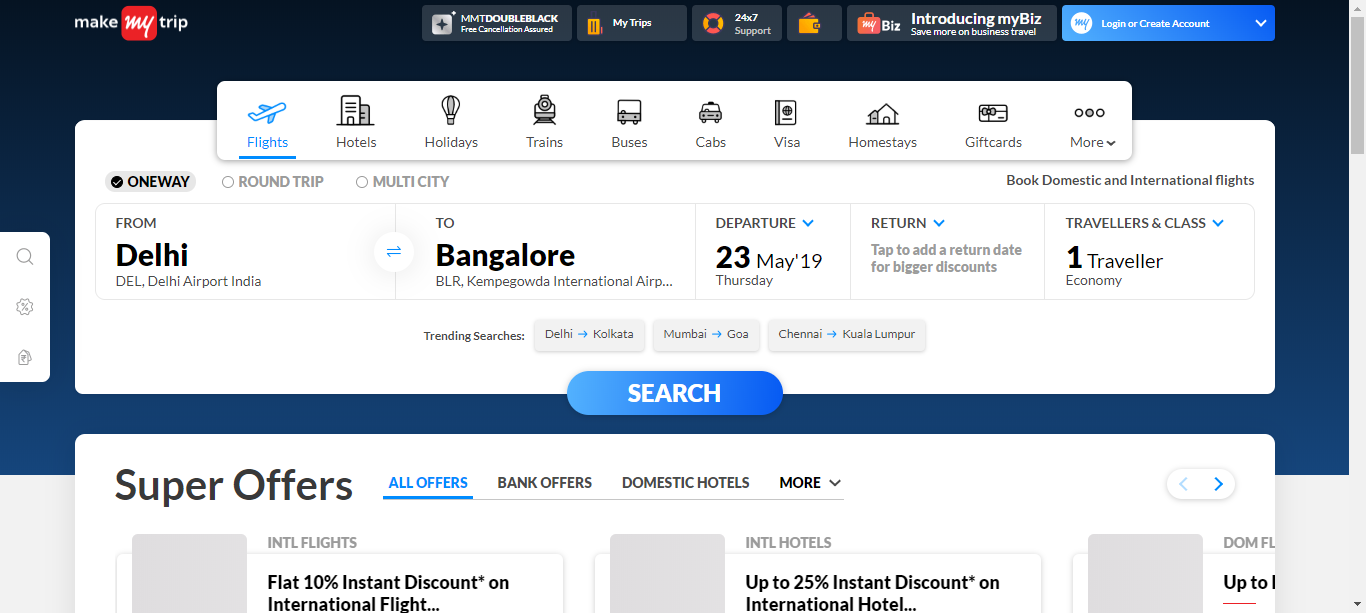 make my trip
MMTDOUBLEBLACK
Free Cancellation Assured
My Trips
24x7
Support
my Biz
Introducing myBiz
Save more on business travel
my
Login or Create Account
Flights
Hotels
Holidays
Trains
Buses
Cabs
Visa
Homestays
Giftcards
More
ONEWAY
ROUND TRIP
MULTI CITY
Book Domestic and International flights
FROM
Delhi
DEL, Delhi Airport India
TO
Bangalore
BLR, Kempegowda International Airp...
DEPARTURE
23 May'19
Thursday
RETURN
Tap to add a return date
for bigger discounts
TRAVELLERS & CLASS
1 Traveller
Economy
Trending Searches:
Delhi → Kolkata
Mumbai → Goa
Chennai → Kuala Lumpur
SEARCH
Super Offers
ALL OFFERS
BANK OFFERS
DOMESTIC HOTELS
MORE
INTL FLIGHTS
Flat 10% Instant Discount* on
International Flight...
INTL HOTELS
Up to 25% Instant Discount* on
International Hotel...
DOM FL
Up to